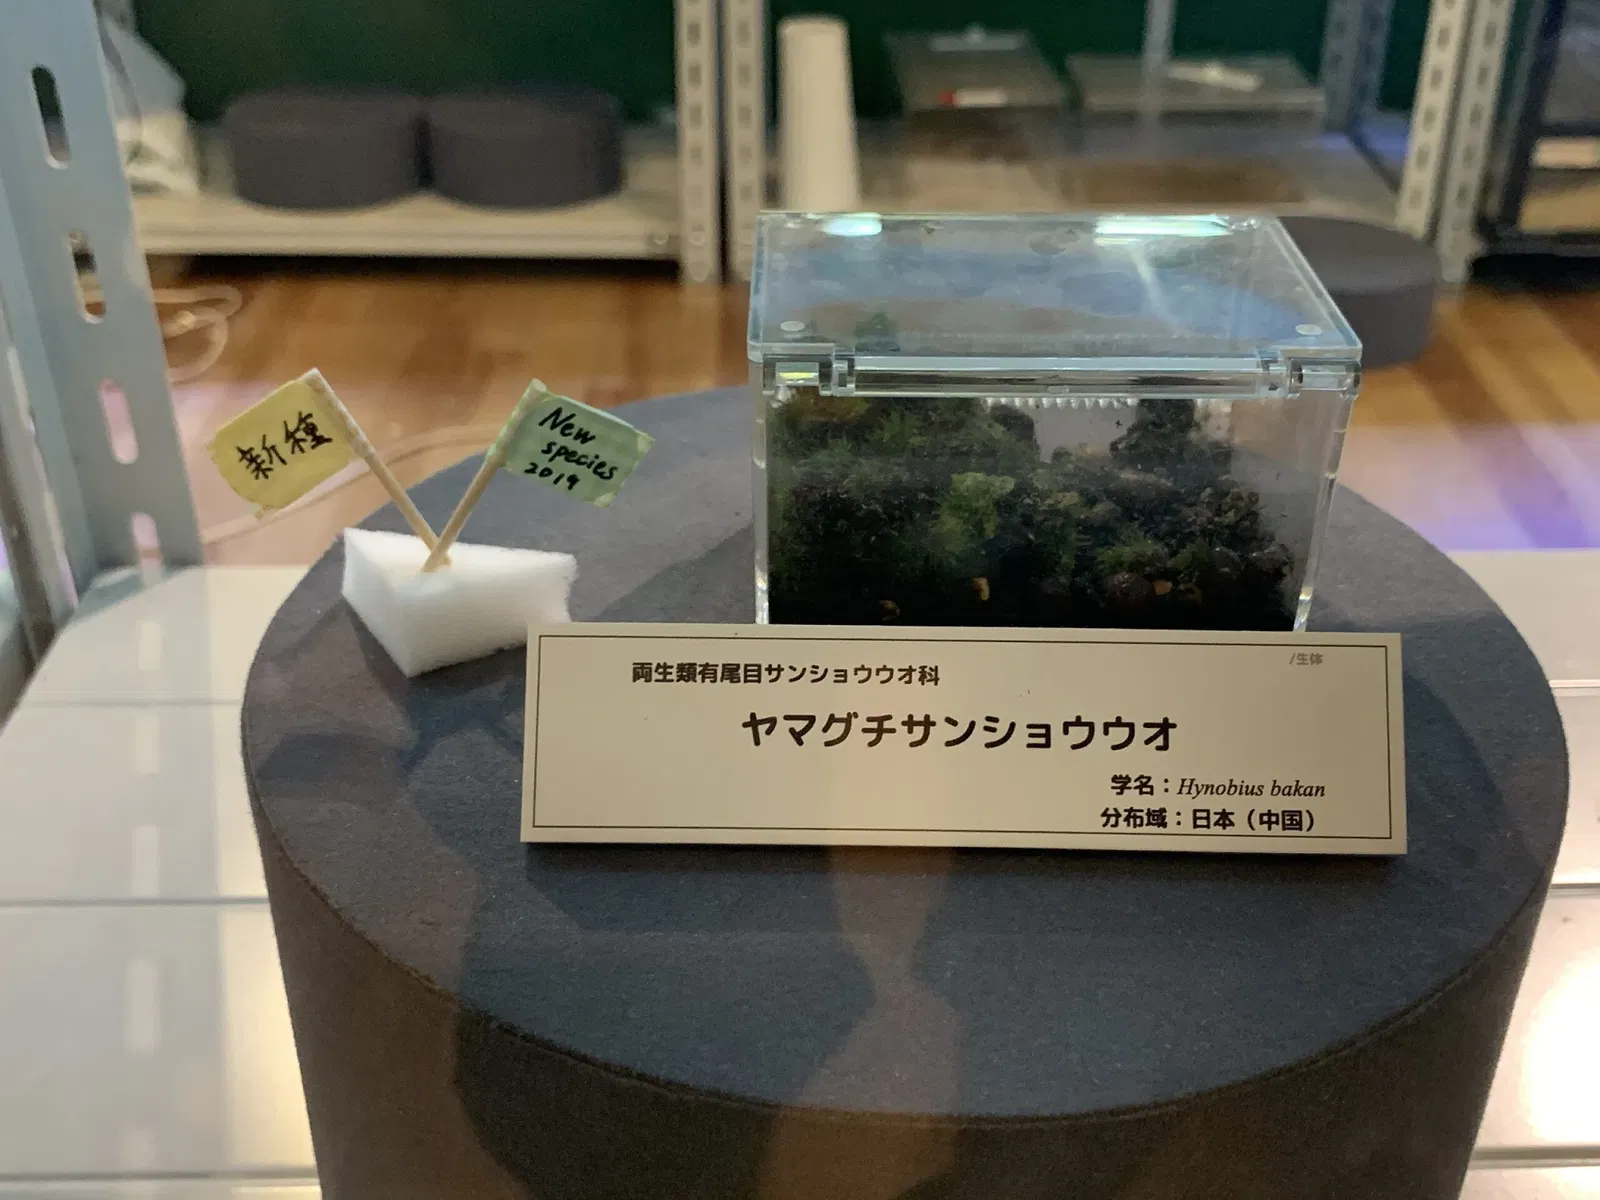 新種
New
species
2019
/生体
両生類有尾目サンショウウオ科
ヤマグチサンショウウオ
学名：Hynobius bakan
分布域：日本（中国）